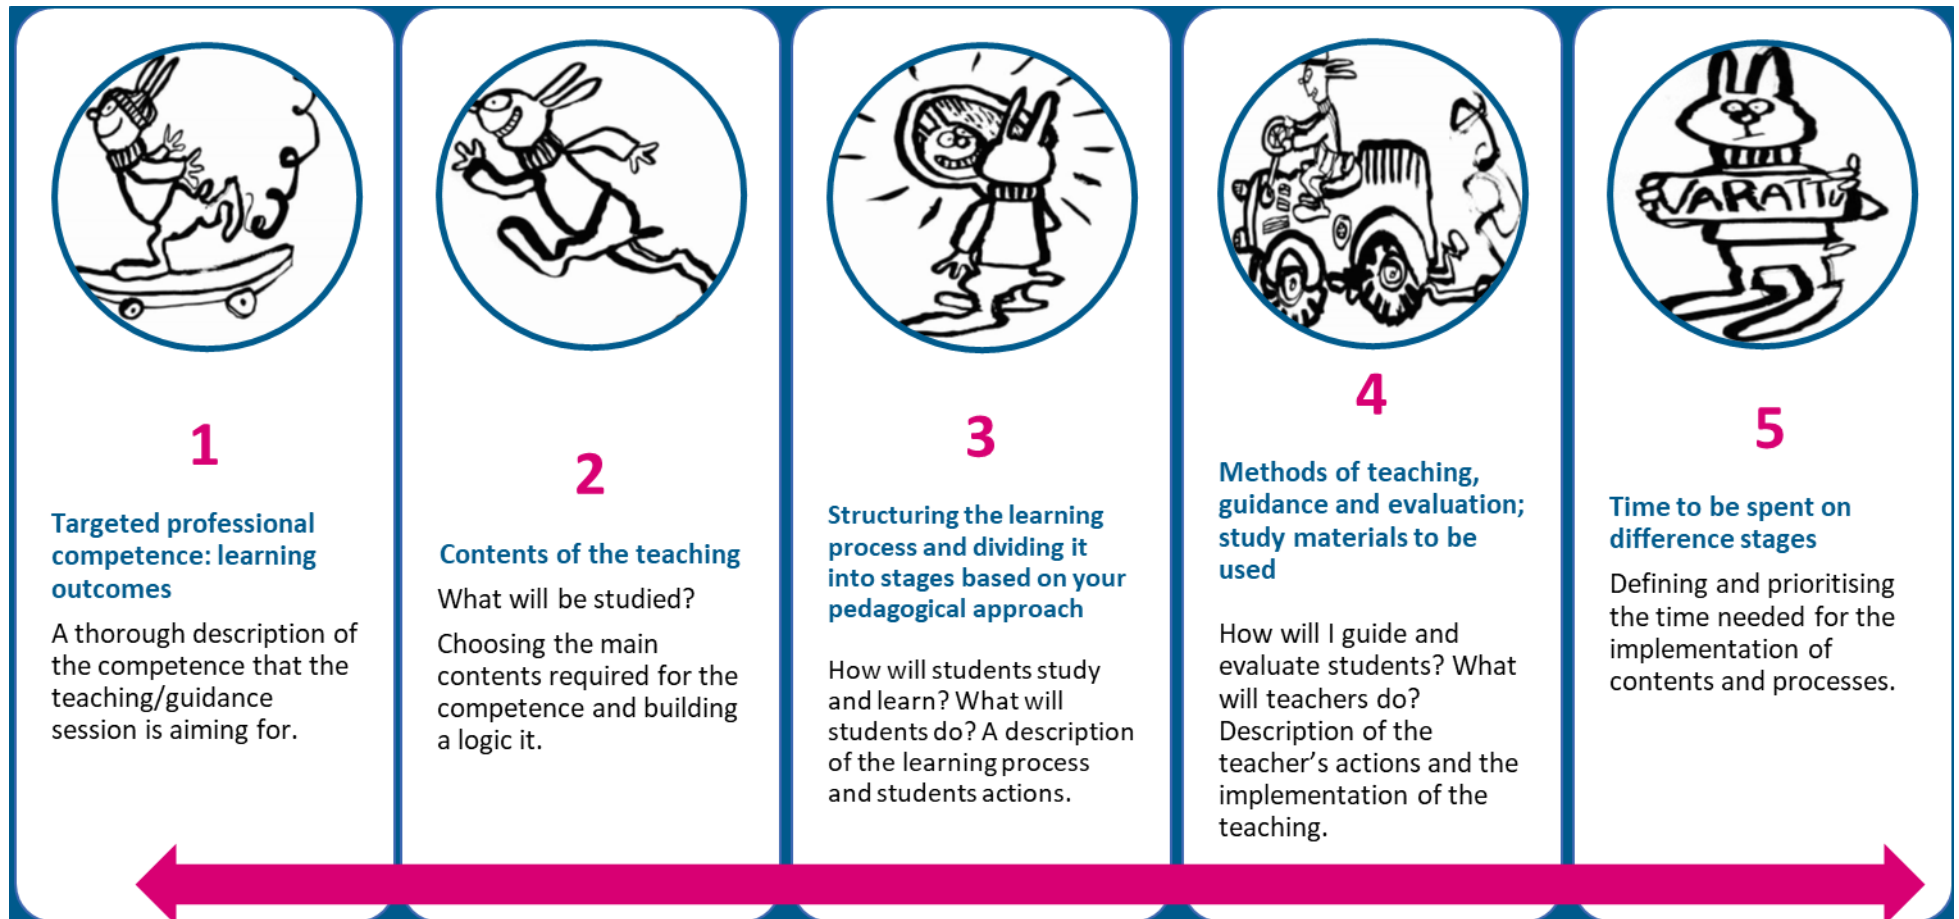 1
Targeted professional
competence: learning
outcomes
A thorough description of
the competence that the
teaching/guidance
session is aiming for.
2
Contents of the teaching
What will be studied?
Choosing the main
contents required for the
competence and building
a logic it.
3
Structuring the learning
process and dividing it
into stages based on your
pedagogical approach
How will students study
and learn? What will
students do? A description
of the learning process
and students actions.
4
Methods of teaching,
guidance and evaluation;
study materials to be
used
How will I guide and
evaluate students? What
will teachers do?
Description of the
teacher’s actions and the
implementation of the
teaching.
VARATTU
5
Time to be spent on
difference stages
Defining and prioritising
the time needed for the
implementation of
contents and processes.